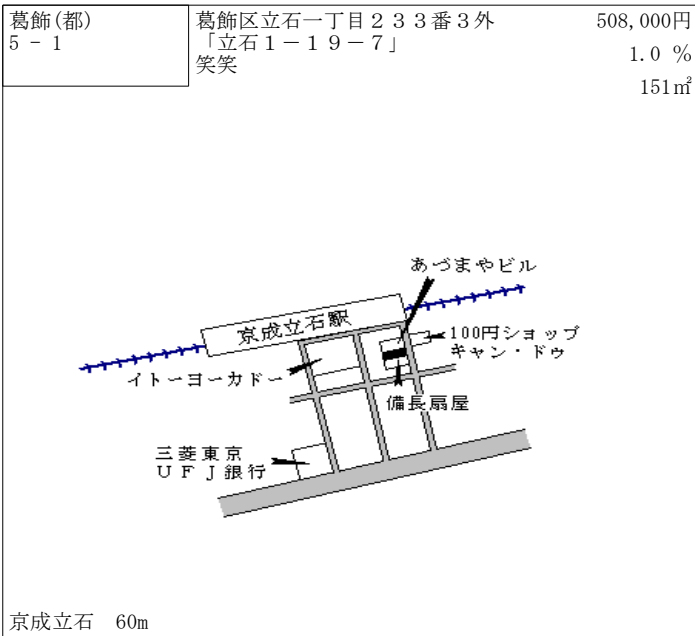 葛飾(都)
5 - 1
葛飾区立石一丁目２３３番３外
「立石１－１９－７」
笑笑
508,000円
1.0 %
151㎡
あづまやビル
京成立石駅
100円ショップ
キャン・ドゥ
イトーヨーカドー
備長扇屋
三菱東京
ＵＦＪ銀行
京成立石 60m